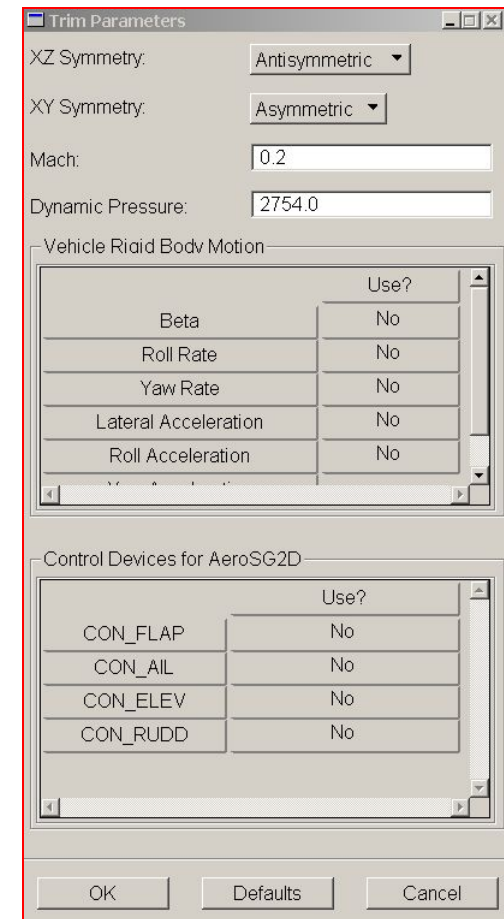 Trim Parameters
XZ Symmetry: Antisymmetric
XY Symmetry: Asymmetric
Mach: 0.2
Dynamic Pressure: 2754.0
Vehicle Rigid Body Motion
Use?
Beta No
Roll Rate No
Yaw Rate No
Lateral Acceleration No
Roll Acceleration No
Control Devices for AeroSG2D
Use?
CON_FLAP No
CON_AIL No
CON_ELEV No
CON_RUDD No
OK Defaults Cancel